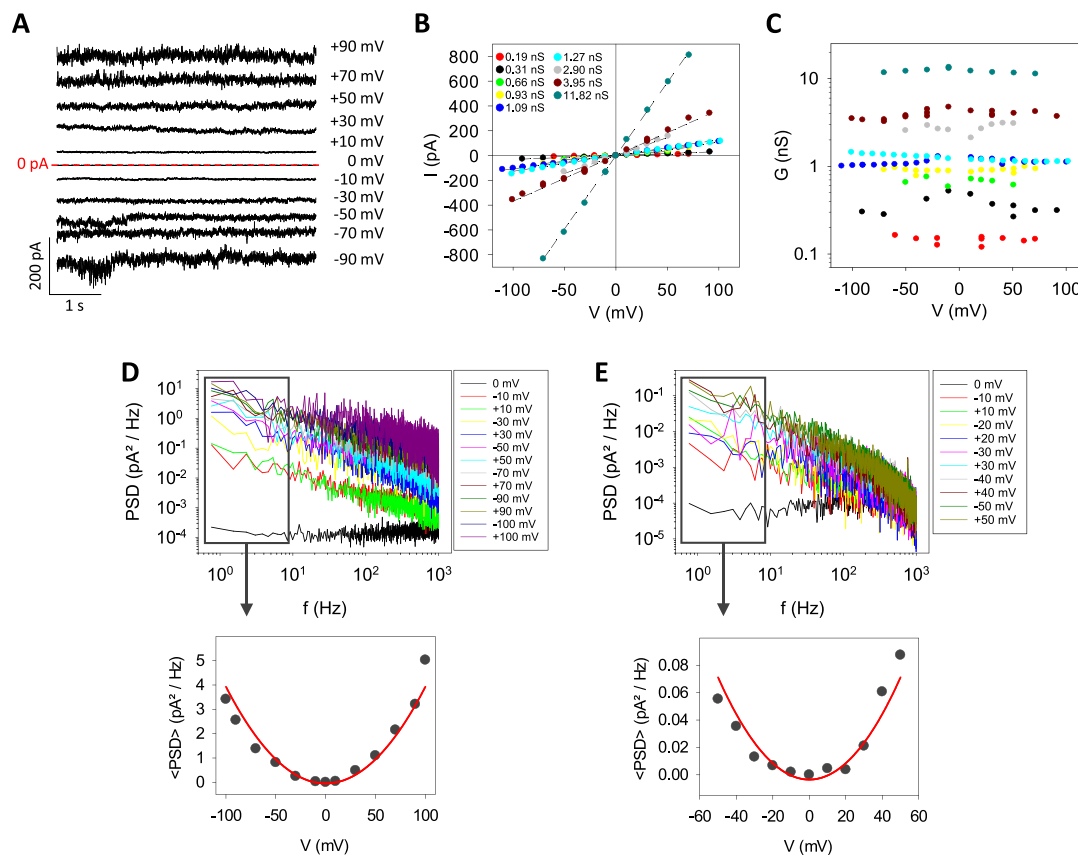 A
+90 mV
+70 mV
+50 mV
+30 mV
+10 mV
0 pA
0 mV
-10 mV
-30 mV
-50 mV
-70 mV
-90 mV
200 pA
1 s
B
I (pA)
800
600
400
200
0
-200
-400
-600
-800
0.19 nS
0.31 nS
0.66 nS
0.93 nS
1.09 nS
1.27 nS
2.90 nS
3.95 nS
11.82 nS
-100
-50
0
50
100
V (mV)
C
G (nS)
10
1
0.1
-100
-50
0
50
100
V (mV)
D
PSD (pA² / Hz)
10¹
10⁰
10⁻¹
10⁻²
10⁻³
10⁻⁴
10⁰
10¹
10²
10³
f (Hz)
0 mV
-10 mV
+10 mV
-30 mV
+30 mV
-50 mV
+50 mV
-70 mV
+70 mV
-90 mV
+90 mV
-100 mV
+100 mV
E
PSD (pA² / Hz)
10⁻¹
10⁻²
10⁻³
10⁻⁴
10⁻⁵
10⁰
10¹
10²
10³
f (Hz)
0 mV
-10 mV
+10 mV
-20 mV
+20 mV
-30 mV
+30 mV
-40 mV
+40 mV
-50 mV
+50 mV
<PSD> (pA² / Hz)
5
4
3
2
1
0
-100
-50
0
50
100
V (mV)
<PSD> (pA² / Hz)
0.08
0.06
0.04
0.02
0.00
-60
-40
-20
0
20
40
60
V (mV)